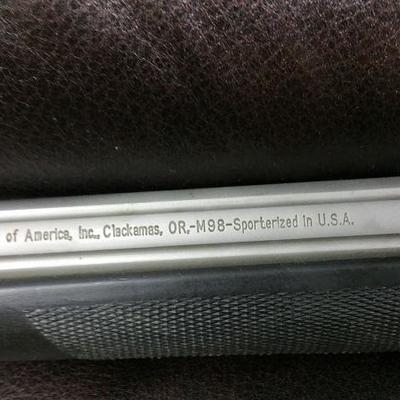 of America, Inc., Clackamas, OR.-M98-Sporterized in U.S.A.